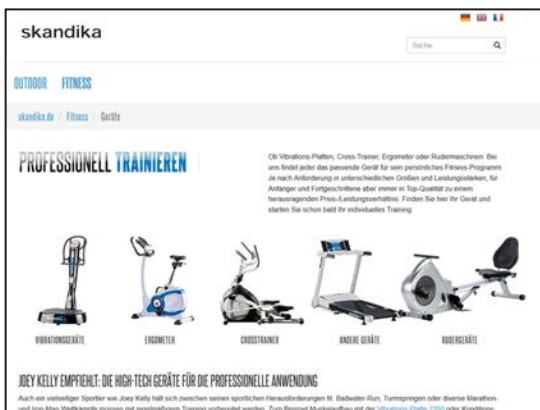 skandika
Suche
OUTDOOR FITNESS
skandika.de / Fitness / Geräte
PROFESSIONELL TRAINIEREN
Ob Vibrations-Platten, Cross-Trainer, Ergometer oder Rudermaschinen: Bei
uns findet jeder das passende Gerät für sein persönliches Fitness-Programm.
Je nach Anforderung in unterschiedlichen Größen und Leistungsstärken, für
Anfänger und Fortgeschrittene aber immer in Top-Qualität zu einem
herausragenden Preis-/Leistungsverhältnis. Finden Sie hier Ihr Gerät und
starten Sie schon bald Ihr individuelles Training.
VIBRATIONSGERÄTE ERGOMETER CROSSTRAINER ANDERE GERÄTE RUDERGERÄTE
JOEY KELLY EMPFIEHLT: DIE HIGH-TECH GERÄTE FÜR DIE PROFESSIONELLE ANWENDUNG
Auch ein vielseitiger Sportler wie Joey Kelly hält sich zwischen seinen sportlichen Herausforderungen fit. Badwater-Run, Turmspringen oder diverse Marathon-
und Iron-Man Wettkämpfe müssen mit regelmäßigem Training vorbereitet werden. Zum Beispiel Muskelaufbau mit der Vibrations-Platte oder Konditions-